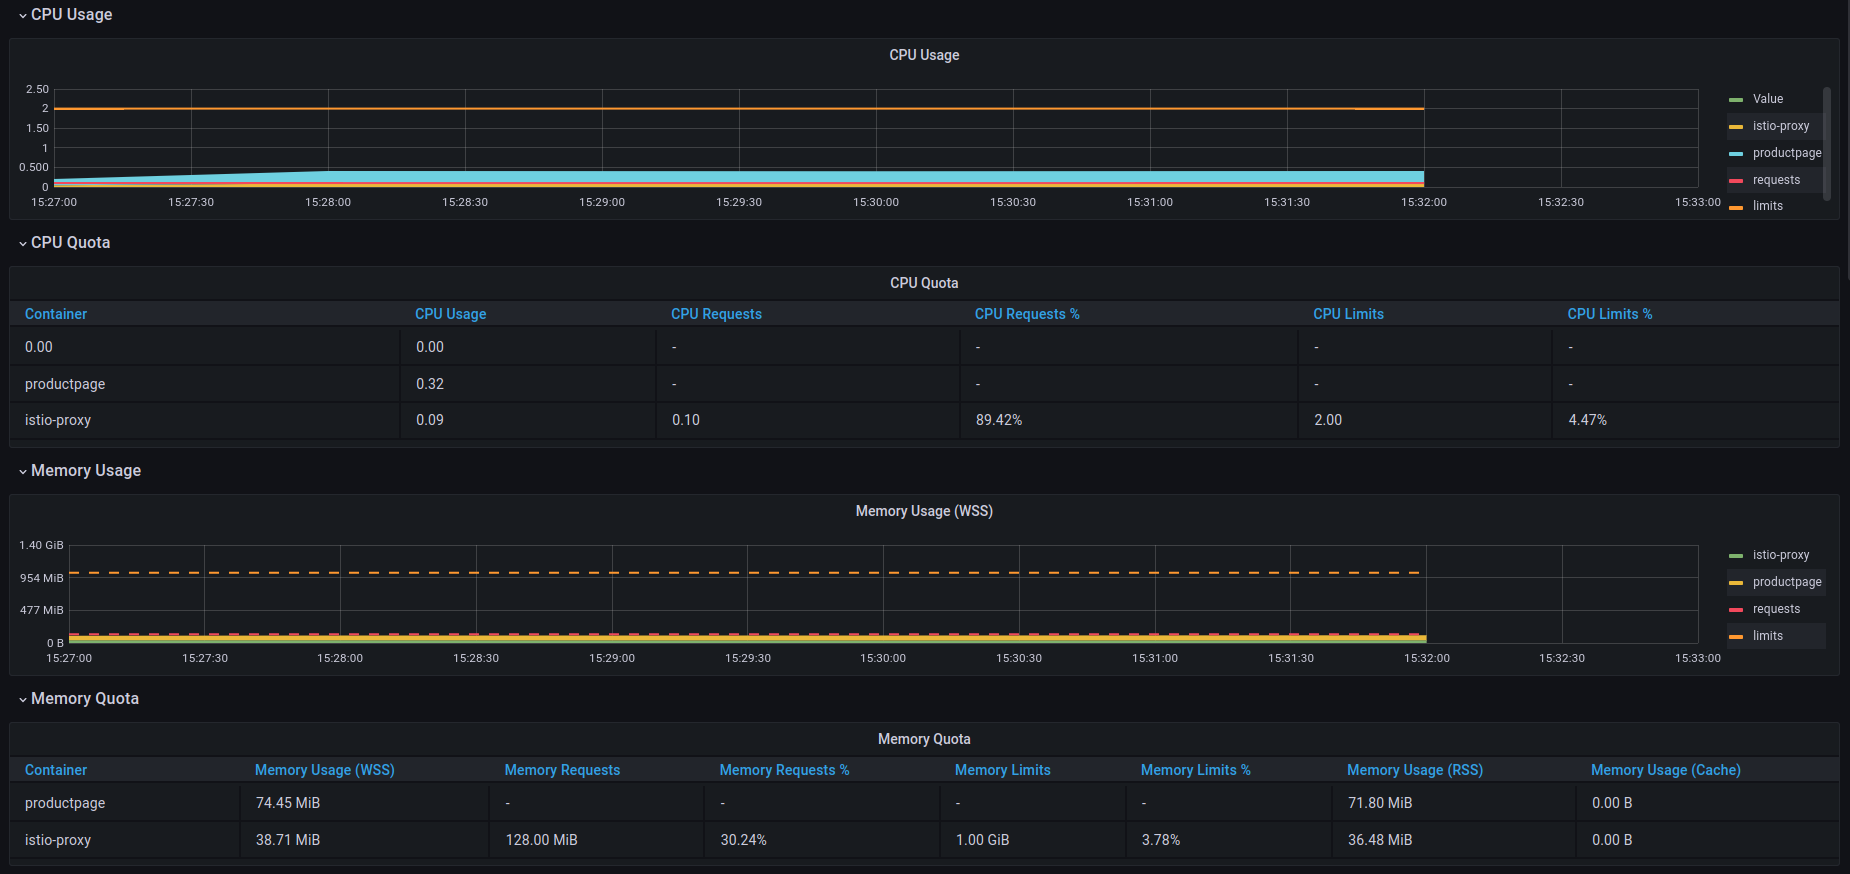 CPU Usage
CPU Usage
2.50
2
1.50
1
0.500
0
15:27:00 15:27:30 15:28:00 15:28:30 15:29:00 15:29:30 15:30:00 15:30:30 15:31:00 15:31:30 15:32:00 15:32:30 15:33:00
Value
istio-proxy
productpage
requests
limits
CPU Quota
CPU Quota
Container CPU Usage CPU Requests CPU Requests % CPU Limits CPU Limits %
0.00 0.00 - - - -
productpage 0.32 - - - -
istio-proxy 0.09 0.10 89.42% 2.00 4.47%
Memory Usage
Memory Usage (WSS)
1.40 GiB
954 MiB
477 MiB
0 B
15:27:00 15:27:30 15:28:00 15:28:30 15:29:00 15:29:30 15:30:00 15:30:30 15:31:00 15:31:30 15:32:00 15:32:30 15:33:00
istio-proxy
productpage
requests
limits
Memory Quota
Memory Quota
Container Memory Usage (WSS) Memory Requests Memory Requests % Memory Limits Memory Limits % Memory Usage (RSS) Memory Usage (Cache)
productpage 74.45 MiB - - - - 71.80 MiB 0.00 B
istio-proxy 38.71 MiB 128.00 MiB 30.24% 1.00 GiB 3.78% 36.48 MiB 0.00 B